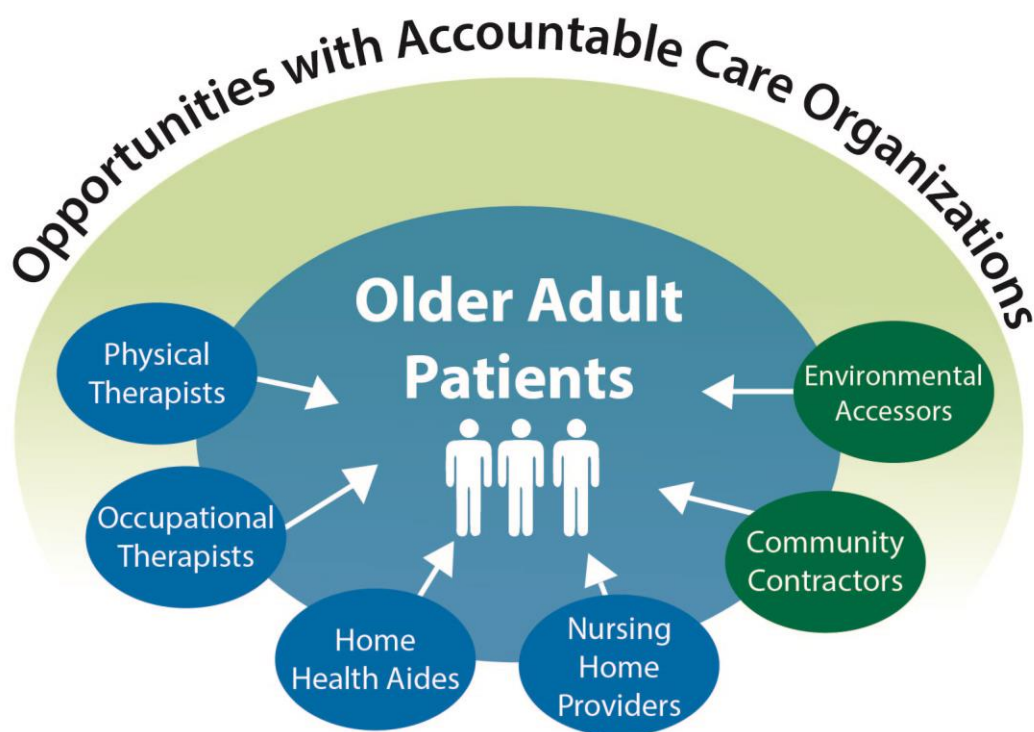 Opportunities with Accountable Care Organizations
Older Adult
Patients
Physical
Therapists
Environmental
Accessors
Occupational
Therapists
Community
Contractors
Home
Health Aides
Nursing
Home
Providers